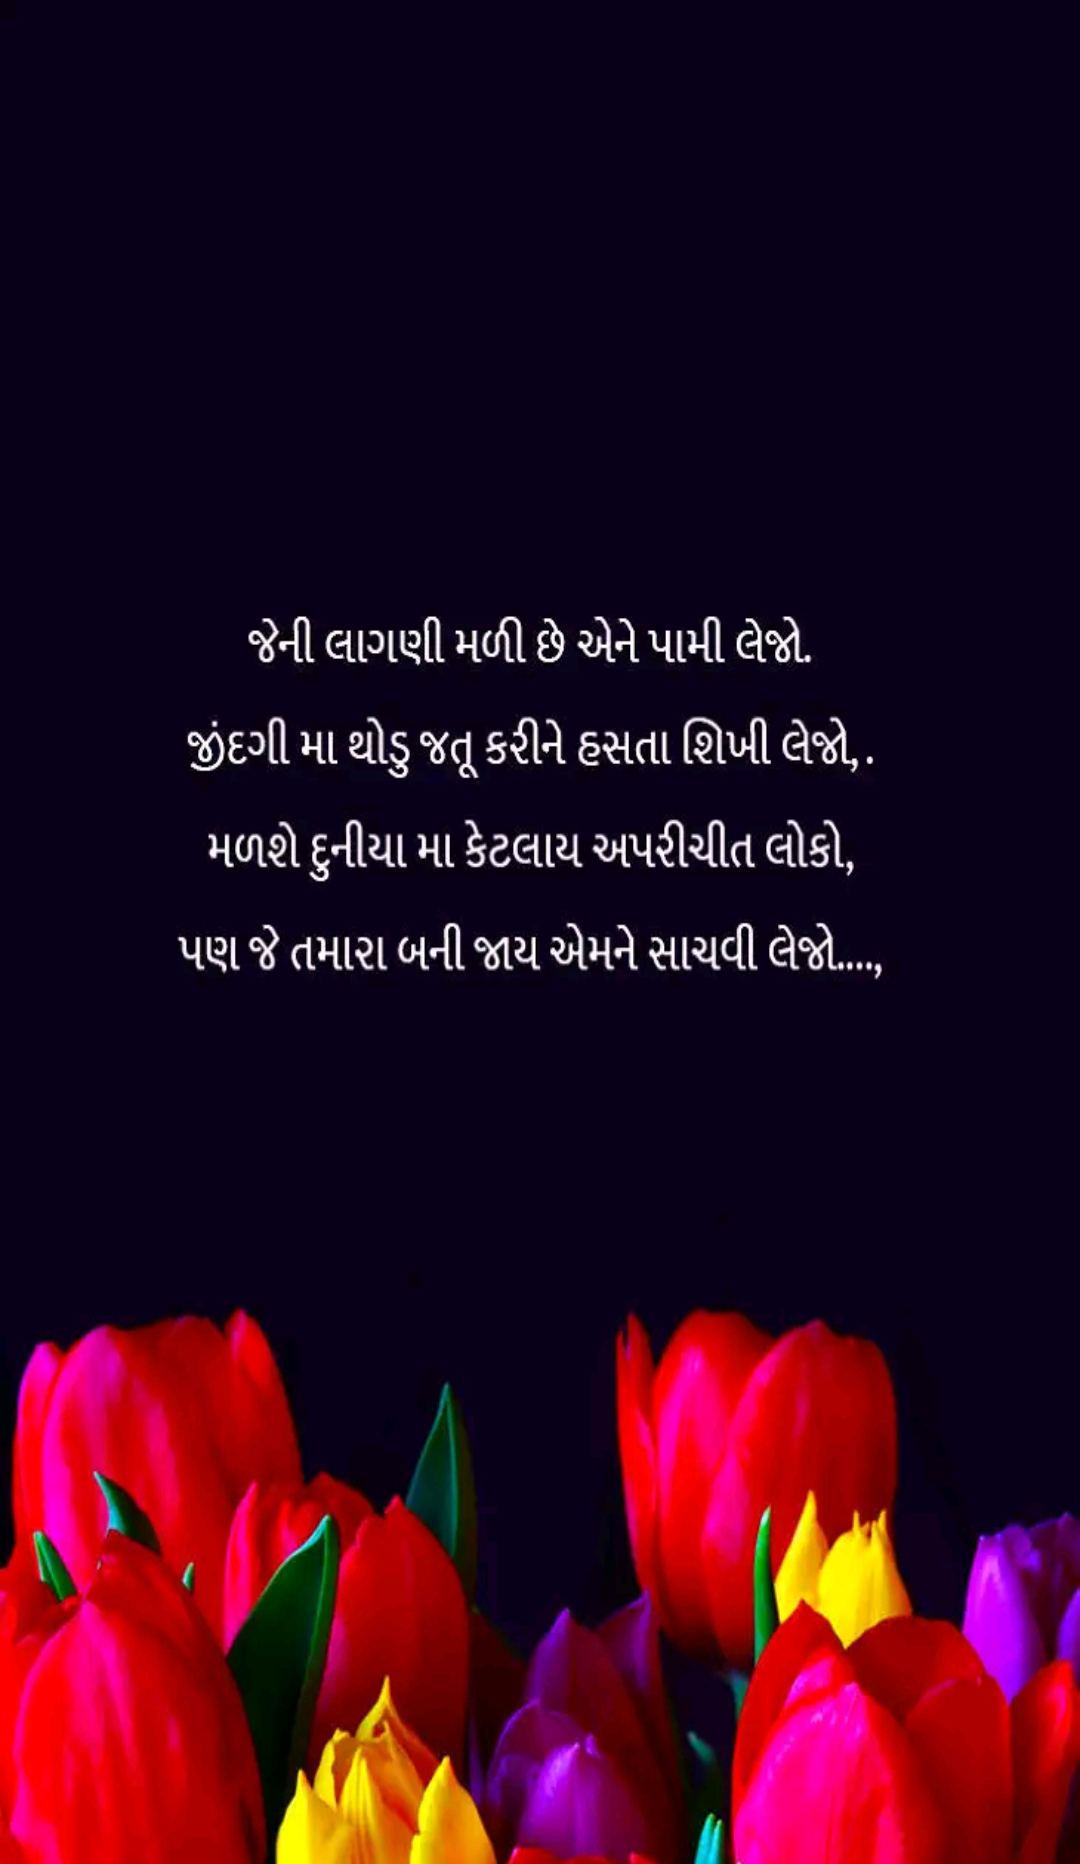 જેની લાગણી મળી છે એને પામી લેજો.
જીંદગી મા થોડુ જતૂ કરીને હસતા શિખી લેજો, .
મળશે દુનીયા મા કેટલાય અપરીચીત લોકો,
પણ જે તમારા બની જાય એમને સાચવી લેજો....,